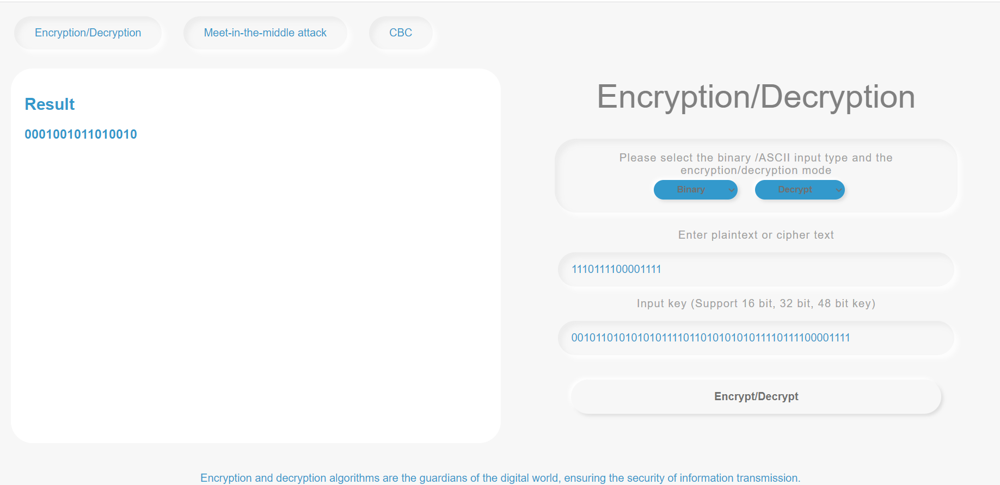 Encryption/Decryption
Meet-in-the-middle attack
CBC
Result
0001001011010010
Encryption/Decryption
Please select the binary /ASCII input type and the
encryption/decryption mode
Binary
Decrypt
Enter plaintext or cipher text
1110111100001111
Input key (Support 16 bit, 32 bit, 48 bit key)
001011010101010111101101010101011110111100001111
Encrypt/Decrypt
Encryption and decryption algorithms are the guardians of the digital world, ensuring the security of information transmission.